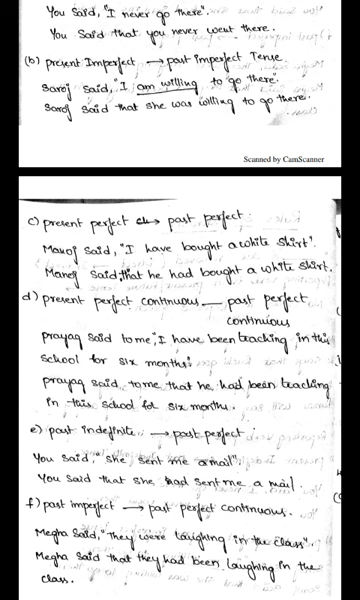 You said, "I never go there".
You said that you never went there.
(b) present Imperfect → past imperfect Tense
Saroj said, "I am willing to go there".
Saroj said that she was willing to go there.
Scanned by CamScanner
c) present perfect → past perfect
Manoj said, "I have bought a white shirt".
Manoj said, that he had bought a white shirt.
d) present perfect continuous — past perfect
continuous
prayag said to me, "I have been teaching in this
school for six months".
prayag said to me that he had been teaching
in this school for six months.
e) past indefinite → past perfect
You said, "She sent me a mail".
You said that she had sent me a mail.
f) past imperfect → past perfect continuous.
Megha said, "They were laughing in the class".
Megha said that they had been laughing in the
class.